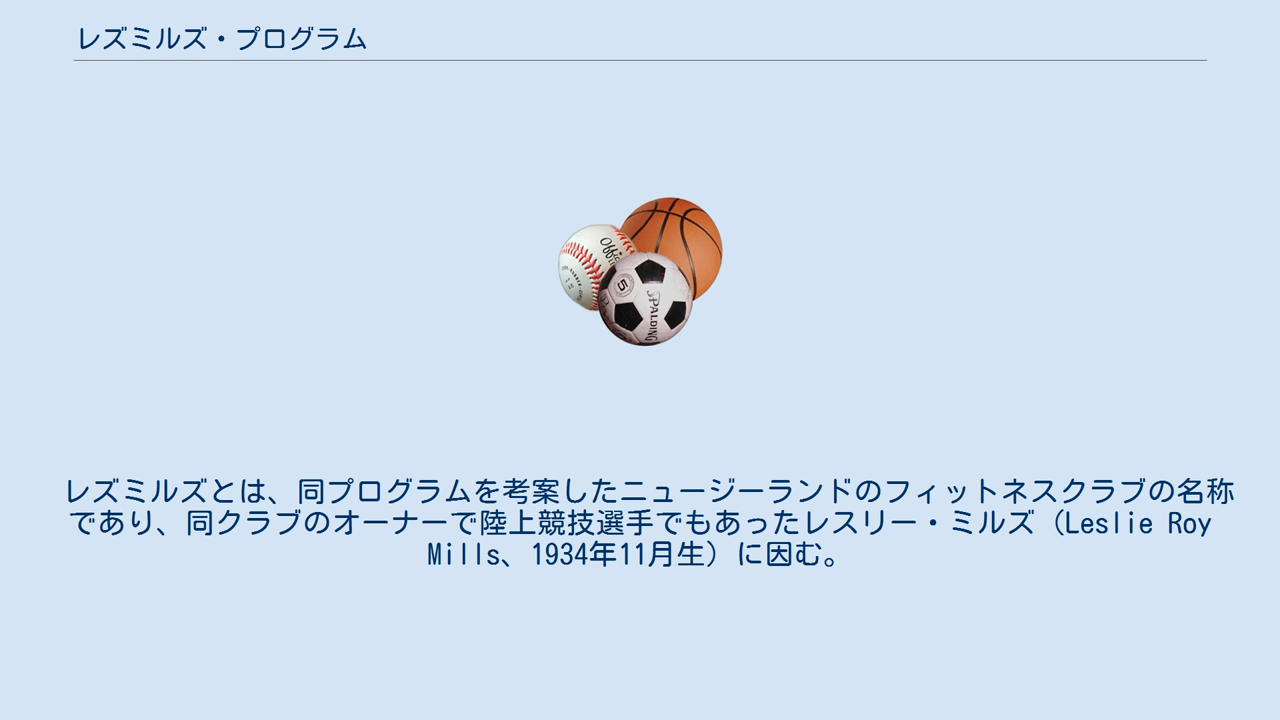 レズミルズ・プログラム
Offic
5
SPALDING
レズミルズとは、同プログラムを考案したニュージーランドのフィットネスクラブの名称
であり、同クラブのオーナーで陸上競技選手でもあったレスリー・ミルズ（Leslie Roy
Mills、1934年11月生）に因む。